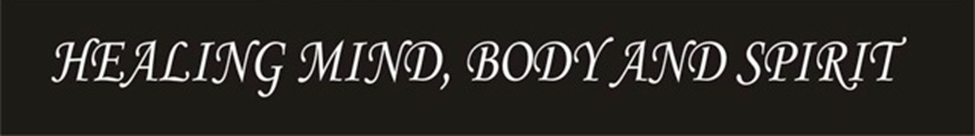 HEALING MIND, BODY AND SPIRIT